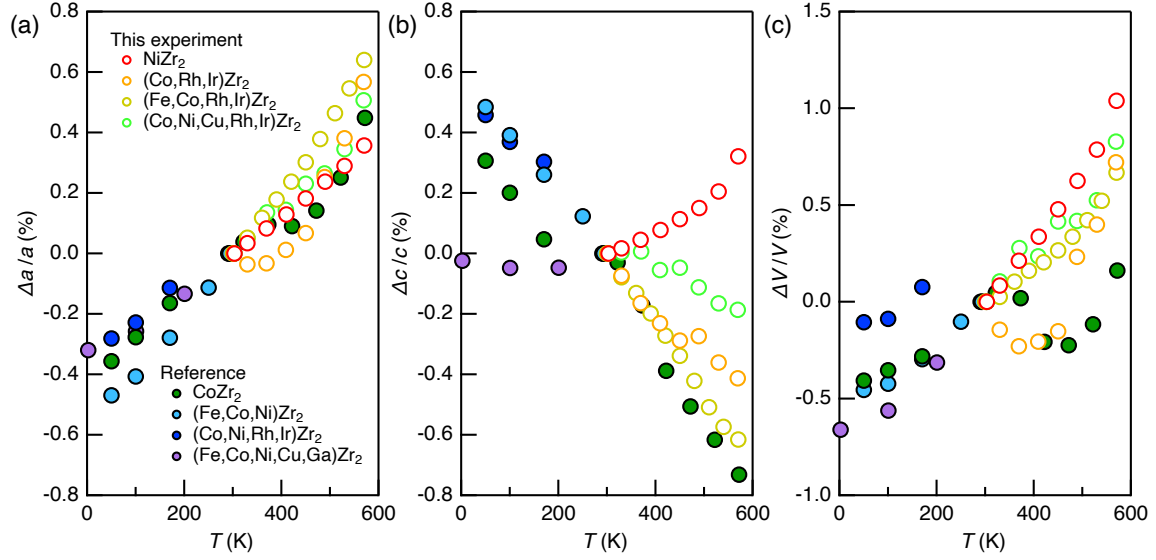 (a)
This experiment
NiZr₂
(Co,Rh,Ir)Zr₂
(Fe,Co,Rh,Ir)Zr₂
(Co,Ni,Cu,Rh,Ir)Zr₂
Reference
CoZr₂
(Fe,Co,Ni)Zr₂
(Co,Ni,Rh,Ir)Zr₂
(Fe,Co,Ni,Cu,Ga)Zr₂
0.8
0.6
0.4
0.2
0.0
-0.2
-0.4
-0.6
-0.8
Δa/a (%)
0 200 400 600
T (K)
(b)
0.8
0.6
0.4
0.2
0.0
-0.2
-0.4
-0.6
-0.8
Δc/c (%)
0 200 400 600
T (K)
(c)
1.5
1.0
0.5
0.0
-0.5
-1.0
ΔV/V (%)
0 200 400 600
T (K)